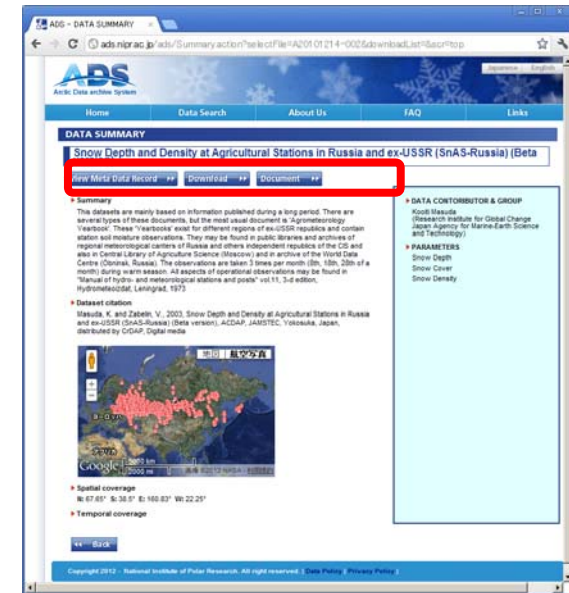 ADS - DATA SUMMARY
ads.nipr.ac.jp/ads/Summary.action?selectFile=A20101214-002&downloadList=&scr=top
ADS
Arctic Data archive System
Japanese English
Home Data Search About Us FAQ Links
DATA SUMMARY
Snow Depth and Density at Agricultural Stations in Russia and ex-USSR (SnAS-Russia) (Beta
View Meta Data Record Download Document
Summary
This datasets are mainly based on information published during a long period. There are
several types of these documents, but the most usual document is 'Agrometeorology
Yearbook'. These 'Yearbooks' exist for different regions of ex-USSR republics and contain
station soil moisture observations. They may be found in public libraries and archives of
regional meteorological canters of Russia and others independent republics of the CIS and
also in Central Library of Agriculture Science (Moscow) and in archive of the World Data
Centre (Obninsk, Russia). The observations are taken 3 times per month (8th, 18th, 28th of a
month) during warm season. All aspects of operational observations may be found in
"Manual of hydro- and meteorological stations and posts" vol.11, 3-d edition,
Hydrometeoizdat, Leningrad, 1973
Dataset citation
Masuda, K. and Zabelin, V., 2003, Snow Depth and Density at Agricultural Stations in Russia
and ex-USSR (SnAS-Russia) (Beta version), ACDAP, JAMSTEC, Yokosuka, Japan,
distributed by CrDAP, Digital media
地図 航空写真
Google
2000 km
2000 mi
Spatial coverage
N: 67.65° S: 38.5° E: 160.83° W: 22.25°
Temporal coverage
Back
DATA CONTRIBUTOR & GROUP
Kooiti Masuda
(Research Institute for Global Change
Japan Agency for Marine-Earth Science
and Technology)
PARAMETERS
Snow Depth
Snow Cover
Snow Density
Copyright 2012 - National Institute of Polar Research. All right reserved. | Data Policy | Privacy Policy |